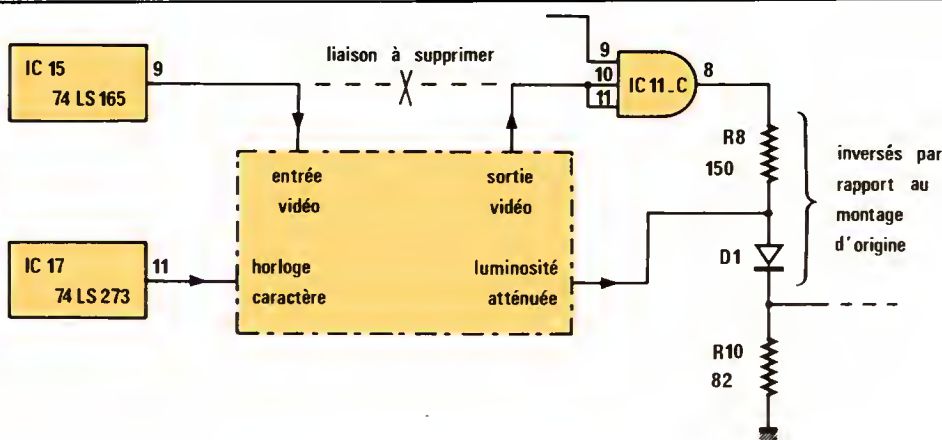 IC 15
74 LS 165
9
liaison à supprimer
9
10
11
IC 11_C
8
R8
150
inversés par
rapport au
montage
d'origine
entrée
vidéo
sortie
vidéo
IC 17
74 LS 273
11
horloge
caractère
luminosité
atténuée
D1
R10
82